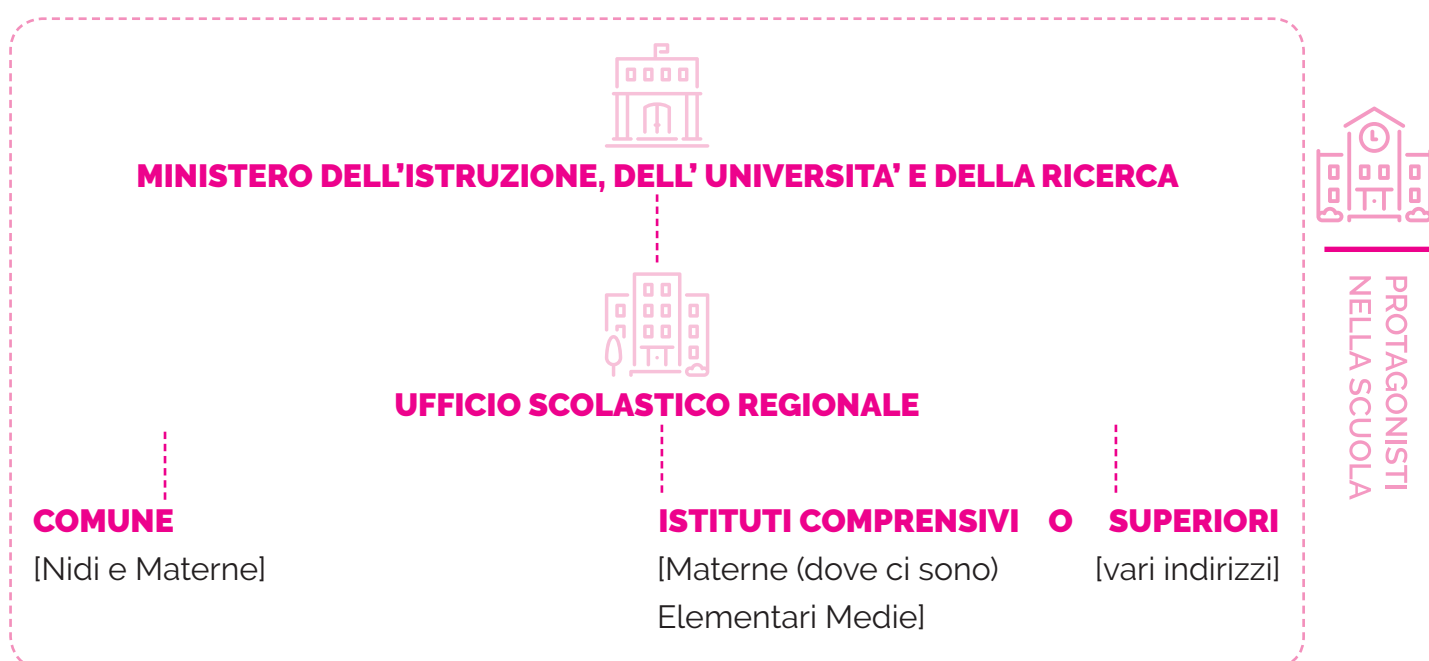 MINISTERO DELL’ISTRUZIONE, DELL’ UNIVERSITA’ E DELLA RICERCA
UFFICIO SCOLASTICO REGIONALE
COMUNE
[Nidi e Materne]
ISTITUTI COMPRENSIVI O SUPERIORI
[Materne (dove ci sono) [vari indirizzi]
Elementari Medie]
PROTAGONISTI
NELLA SCUOLA